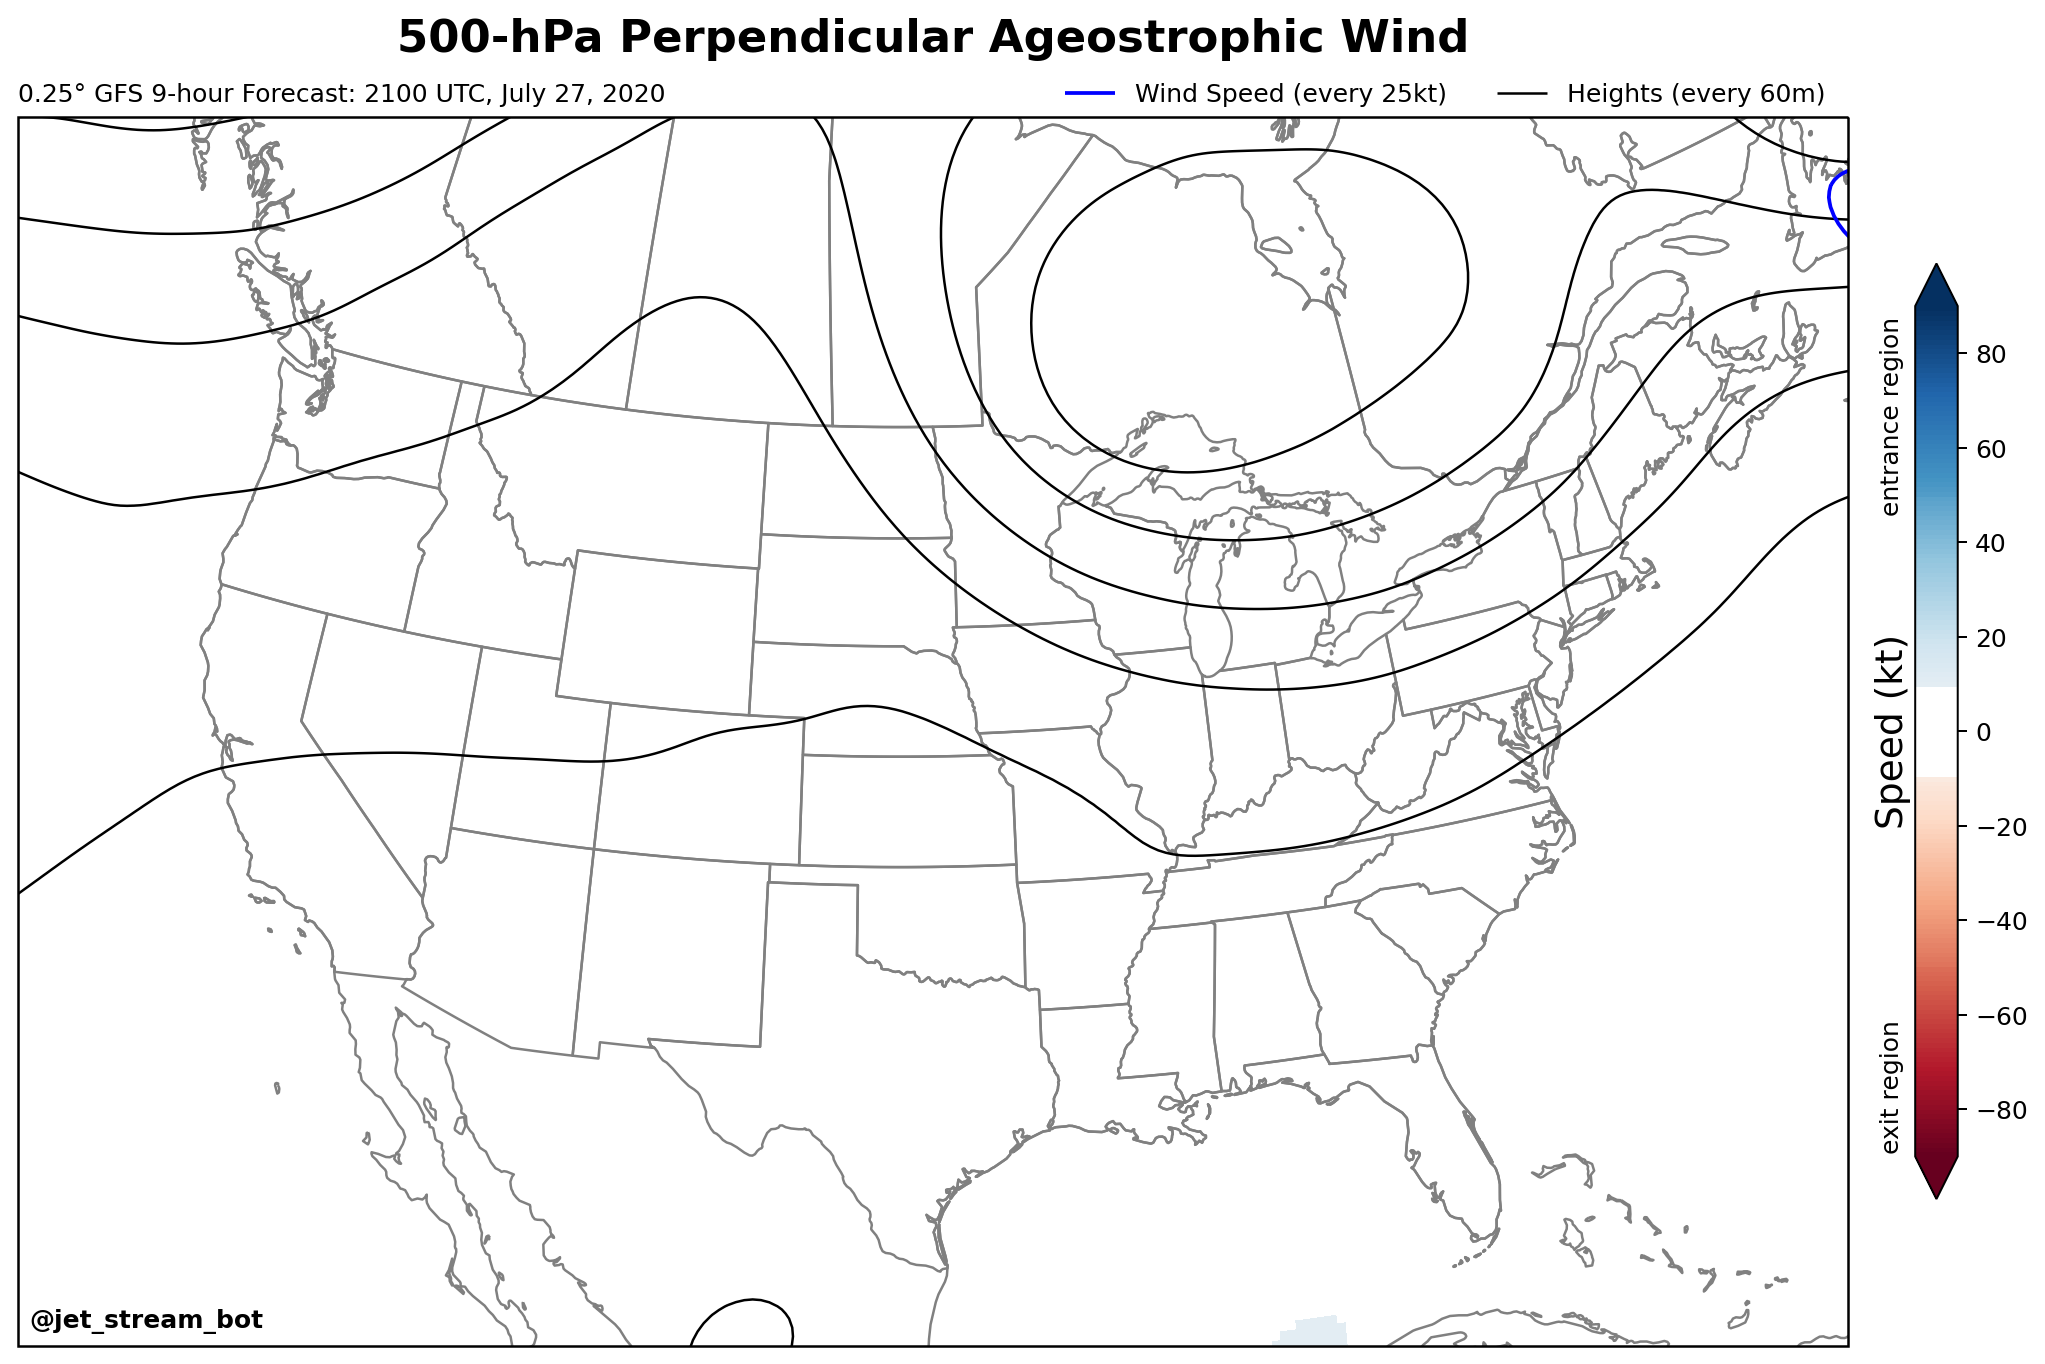 500-hPa Perpendicular Ageostrophic Wind
0.25° GFS 9-hour Forecast: 2100 UTC, July 27, 2020
Wind Speed (every 25kt)
Heights (every 60m)
entrance region
Speed (kt)
exit region
80
60
40
20
0
−20
−40
−60
−80
@jet_stream_bot